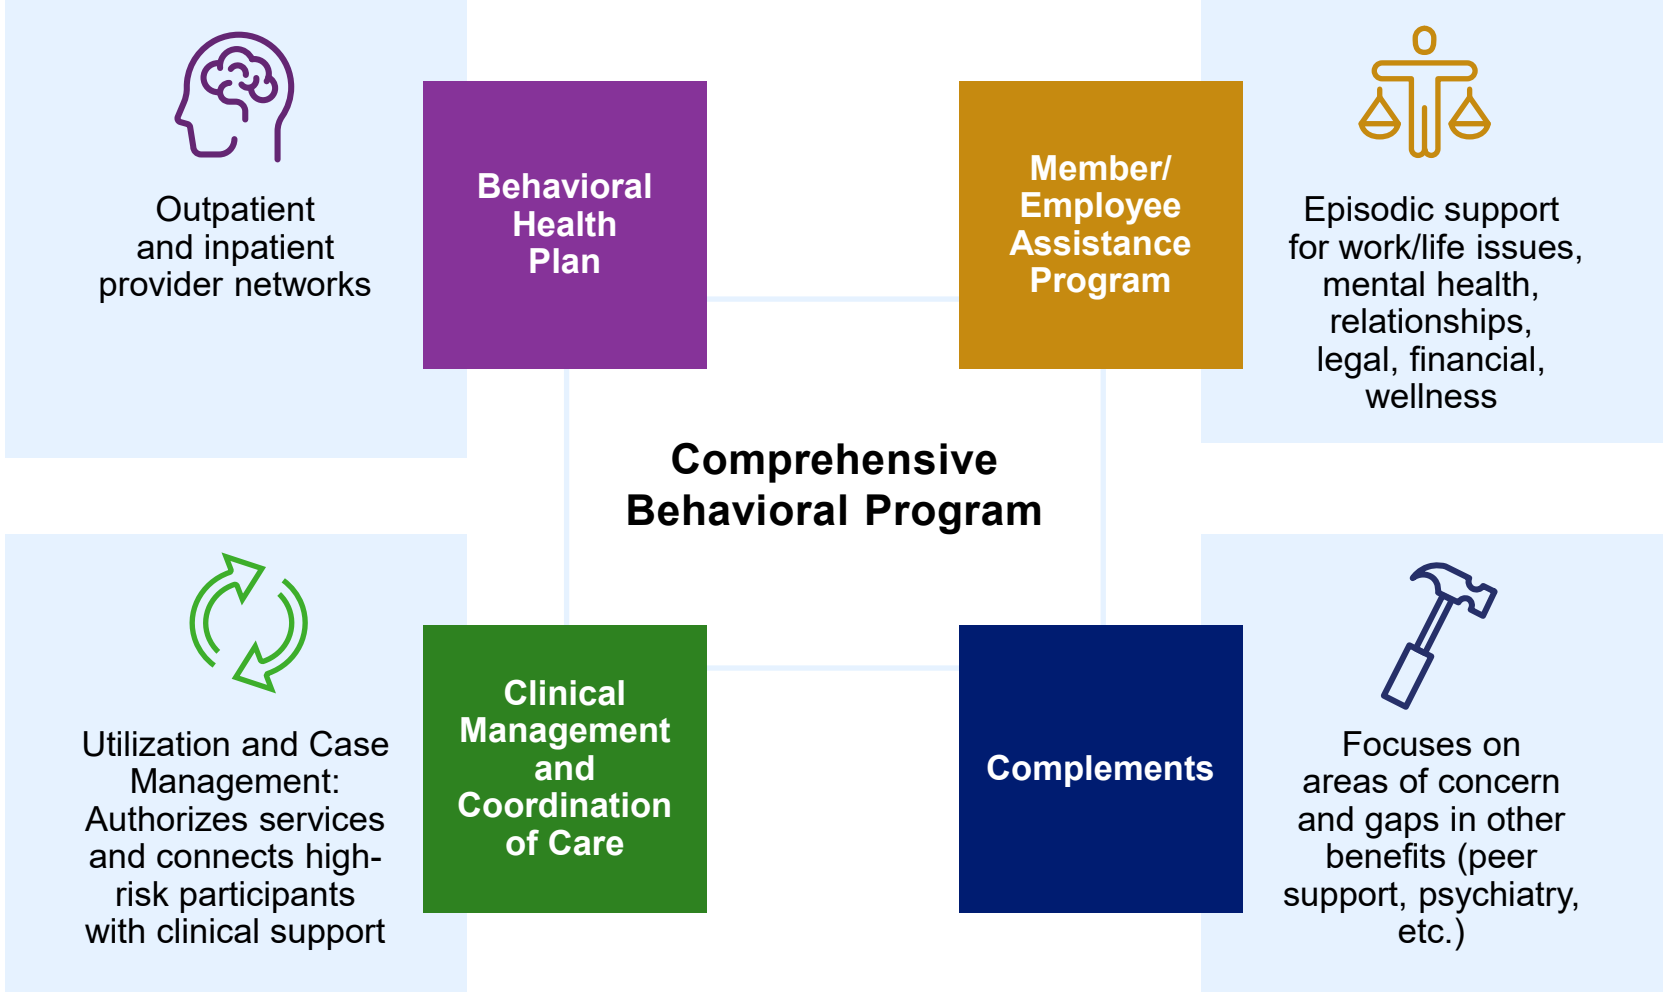 Outpatient
and inpatient
provider networks
Behavioral
Health
Plan
Member/
Employee
Assistance
Program
Episodic support
for work/life issues,
mental health,
relationships,
legal, financial,
wellness
Comprehensive
Behavioral Program
Utilization and Case
Management:
Authorizes services
and connects high-
risk participants
with clinical support
Clinical
Management
and
Coordination
of Care
Complements
Focuses on
areas of concern
and gaps in other
benefits (peer
support, psychiatry,
etc.)